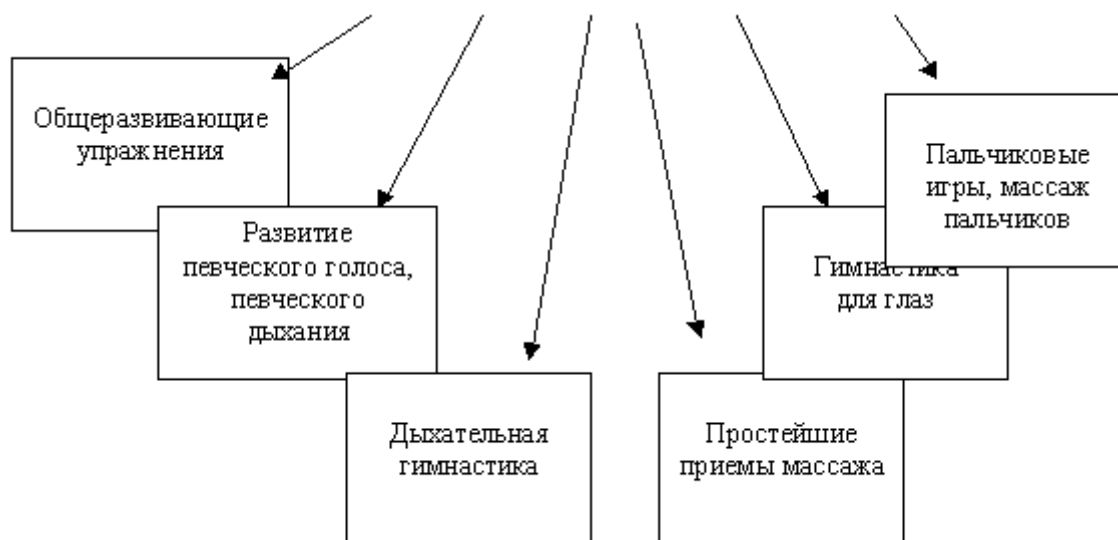 Общеразвивающие
упражнения
Развитие
певческого голоса,
певческого
дыхания
Дыхательная
гимнастика
Простейшие
приемы массажа
Гимнастика
для глаз
Пальчиковые
игры, массаж
пальчиков